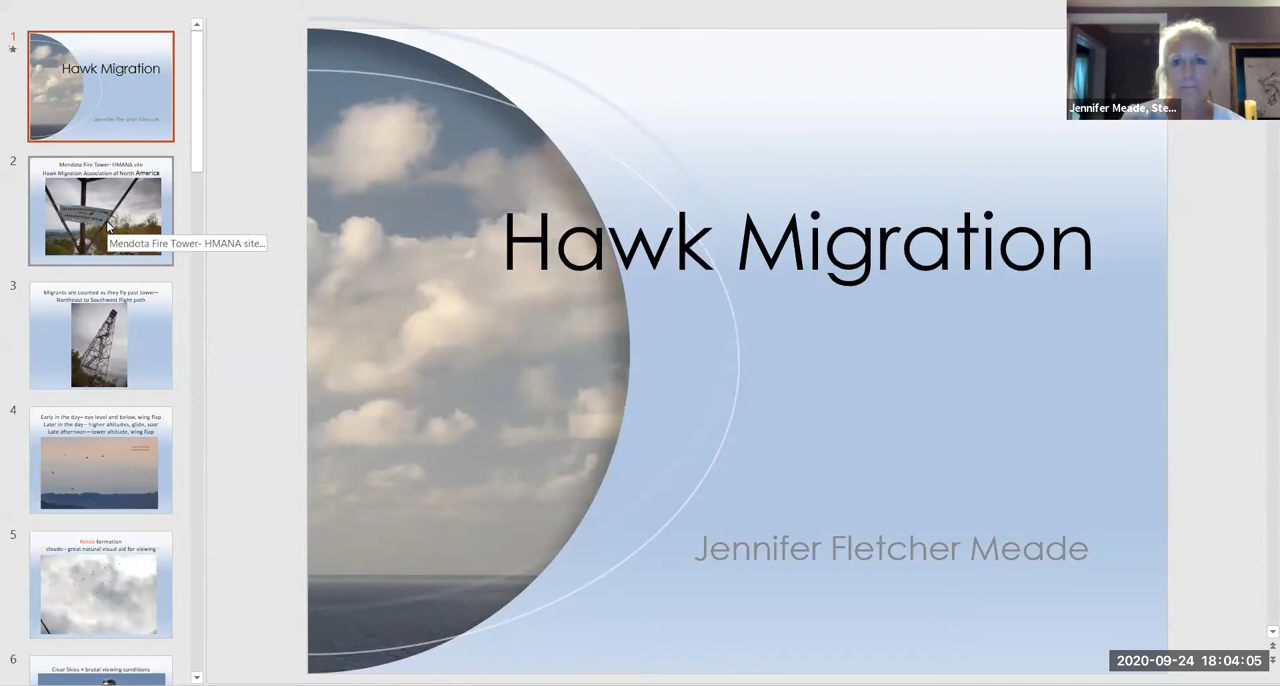 1
Hawk Migration
Jennifer Fletcher Meade
2
Mendota Fire Tower- HMANA site
Hawk Migration Association of North America
Mendota Fire Tower- HMANA site...
3
Migrants are counted as they fly past tower—
Northeast to Southwest flight path
4
Early in the day— eye level and below, wing flap
Later in the day— higher altitudes, glide, soar
Late afternoon—lower altitude, wing flap
5
Kettle formation
clouds— great natural visual aid for viewing
6
Clear Skies = brutal viewing conditions
Hawk Migration
Jennifer Fletcher Meade
Jennifer Meade, Ste...
2020-09-24 18:04:05